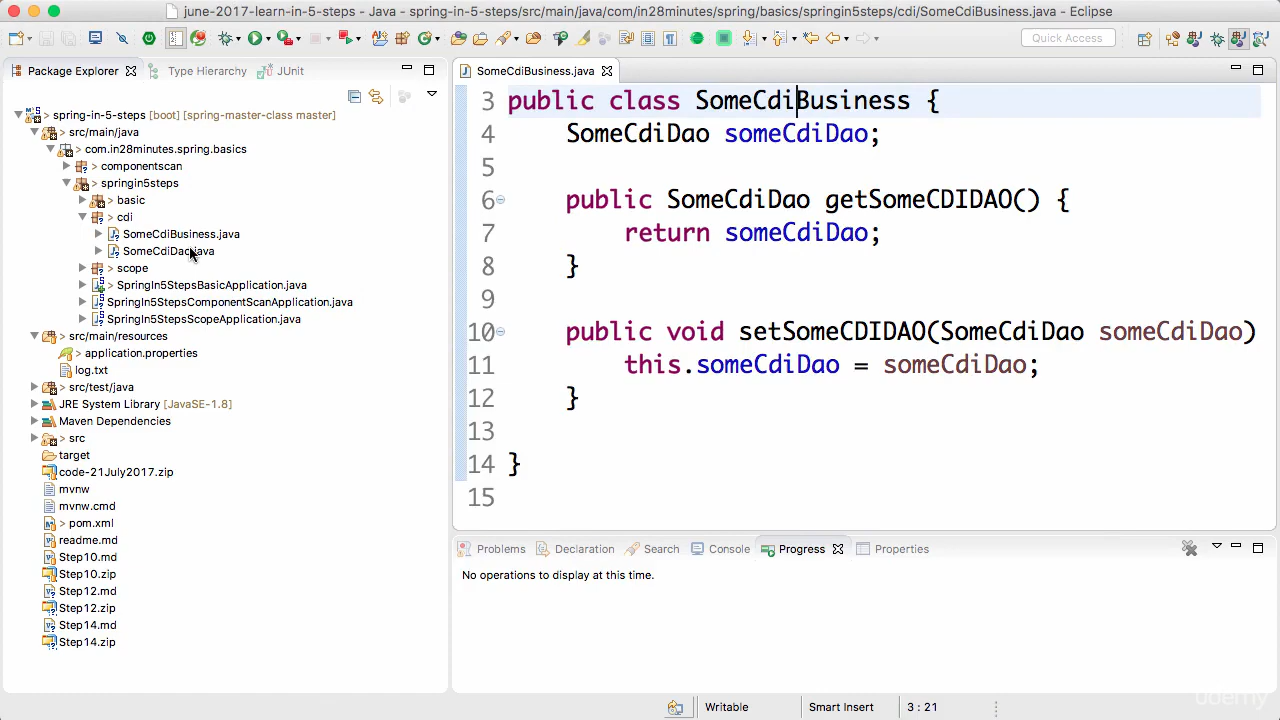 june-2017-learn-in-5-steps - Java - spring-in-5-steps/src/main/java/com/in28minutes/spring/basics/springin5steps/cdi/SomeCdiBusiness.java - Eclipse
Quick Access
Package Explorer
Type Hierarchy
JUnit
> spring-in-5-steps [boot] [spring-master-class master]
> src/main/java
> com.in28minutes.spring.basics
> componentscan
> springin5steps
> basic
> cdi
SomeCdiBusiness.java
SomeCdiDao.java
> scope
> SpringIn5StepsBasicApplication.java
SpringIn5StepsComponentScanApplication.java
SpringIn5StepsScopeApplication.java
> src/main/resources
> application.properties
log.txt
> src/test/java
JRE System Library [JavaSE-1.8]
Maven Dependencies
> src
target
code-21July2017.zip
mvnw
mvnw.cmd
> pom.xml
readme.md
Step10.md
Step10.zip
Step12.md
Step12.zip
Step14.md
Step14.zip
SomeCdiBusiness.java
3 public class SomeCdiBusiness {
4 SomeCdiDao someCdiDao;
5
6 public SomeCdiDao getSomeCDIDAO() {
7 return someCdiDao;
8 }
9
10 public void setSomeCDIDAO(SomeCdiDao someCdiDao)
11 this.someCdiDao = someCdiDao;
12 }
13
14 }
15
Problems
Declaration
Search
Console
Progress
Properties
No operations to display at this time.
Writable
Smart Insert
3 : 21
udemy